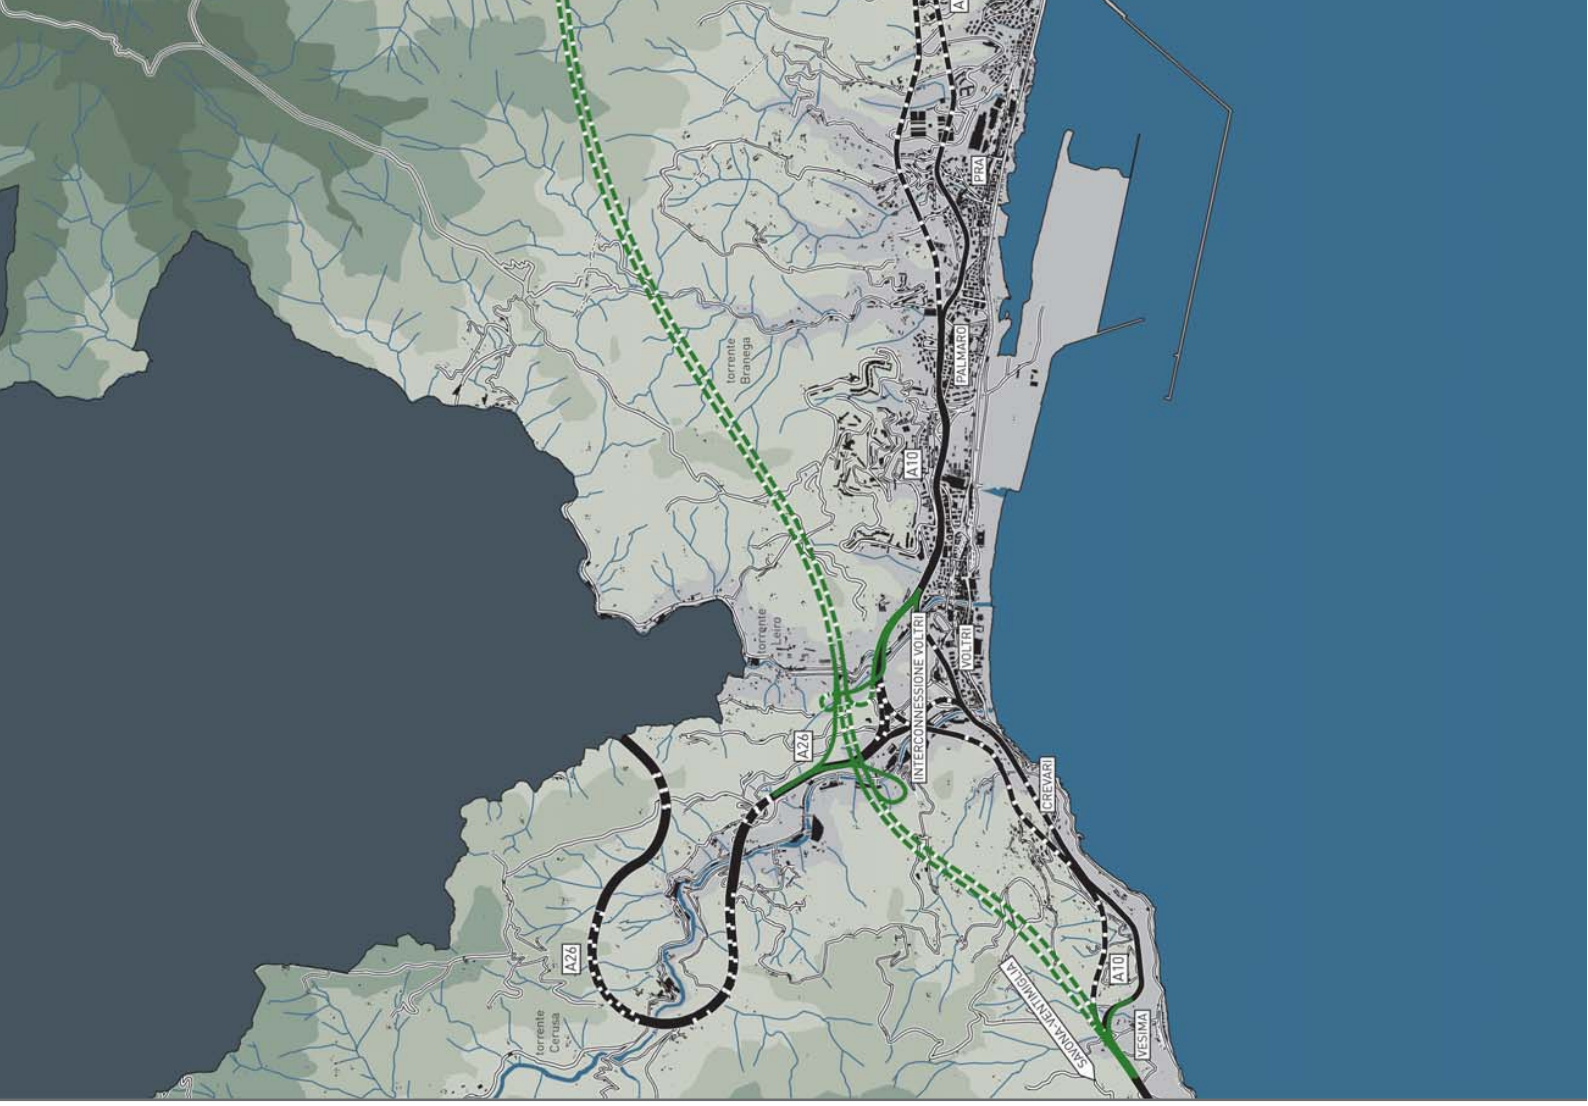 A
PRA
torrente
Branega
PALMARO
A10
torrente
Leiro
INTERCONNESSIONE VOLTRI
VOLTRI
A26
CREVARI
A26
torrente
Cerusa
SAVONA-VENTIMIGLIA
A10
VESIMA